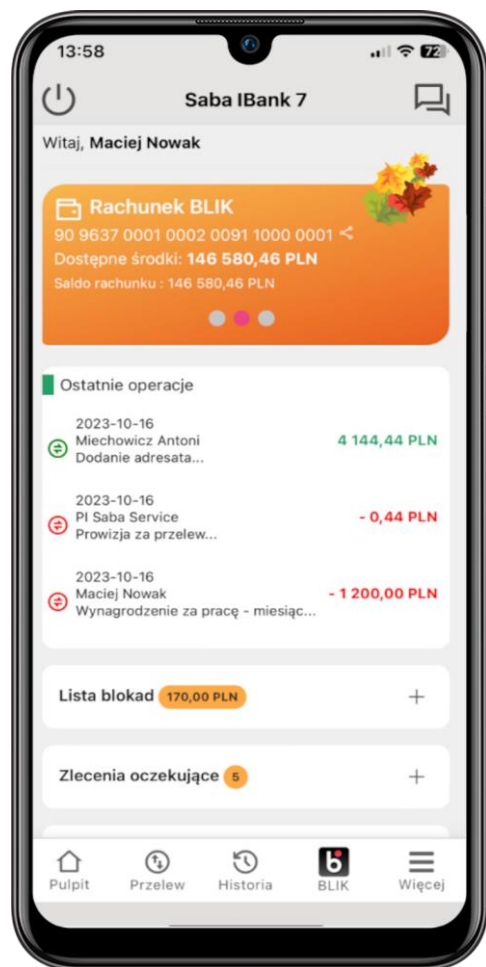 13:58
72
Saba IBank 7
Witaj, Maciej Nowak
Rachunek BLIK
90 9637 0001 0002 0091 1000 0001
Dostępne środki: 146 580,46 PLN
Saldo rachunku : 146 580,46 PLN
Ostatnie operacje
2023-10-16
Miechowicz Antoni
4 144,44 PLN
Dodanie adresata...
2023-10-16
PI Saba Service
- 0,44 PLN
Prowizja za przelew...
2023-10-16
Maciej Nowak
- 1 200,00 PLN
Wynagrodzenie za pracę - miesiąc...
Lista blokad 170,00 PLN
Zlecenia oczekujące 5
Pulpit Przelew Historia BLIK Więcej